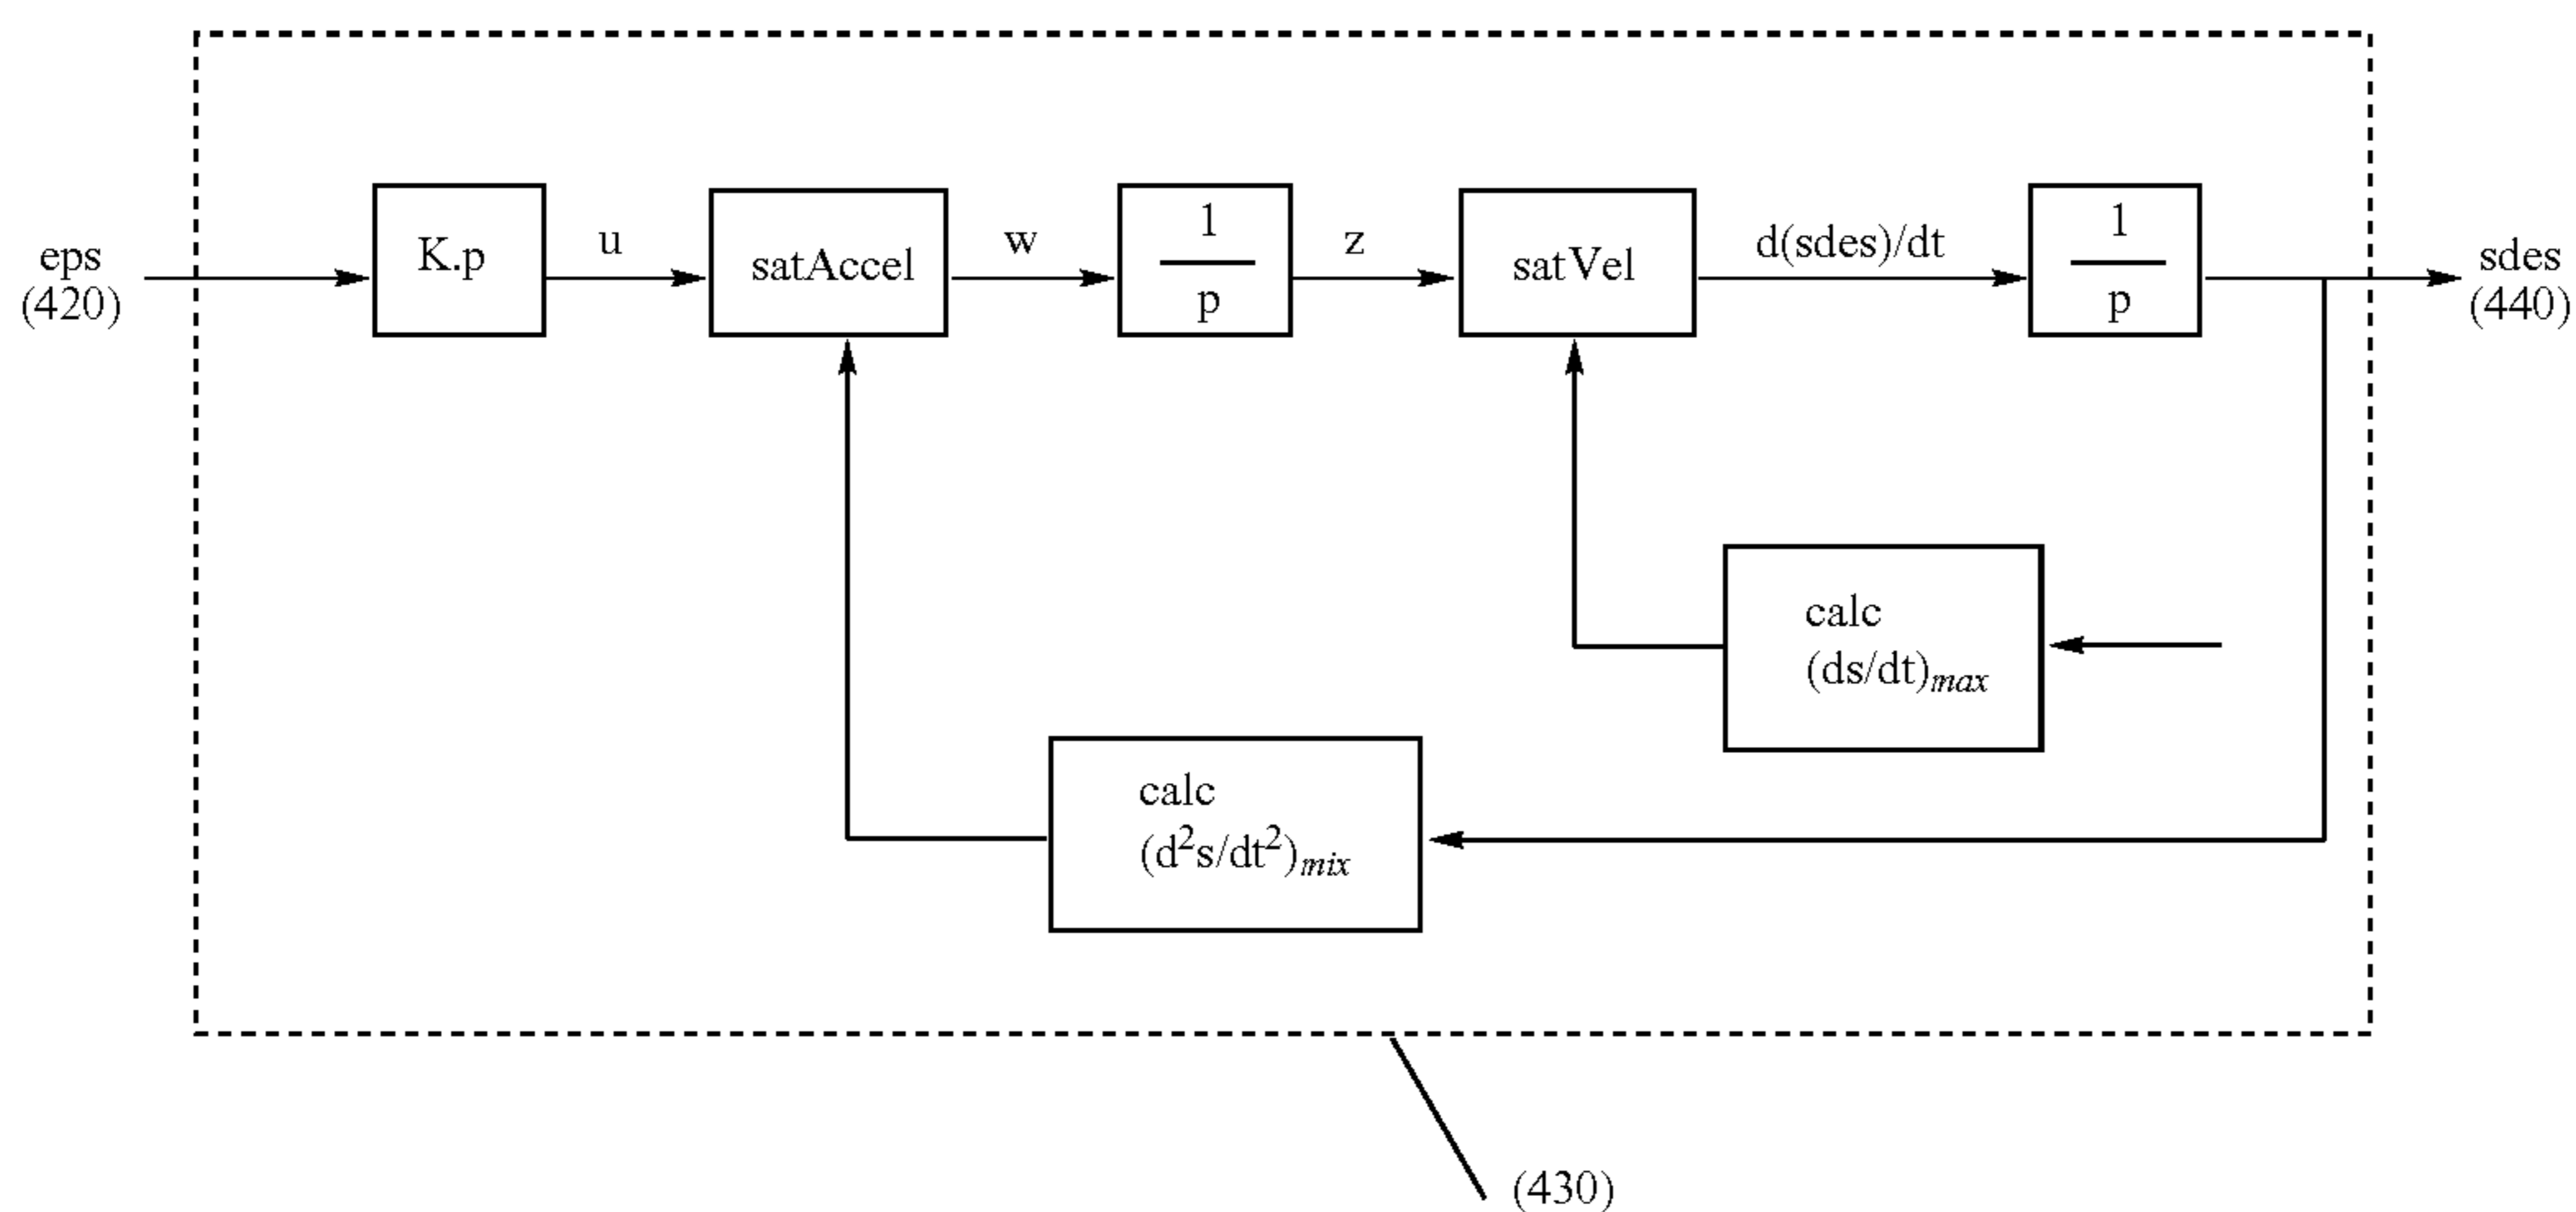 eps
(420)
K.p
u
satAccel
w
1
p
z
satVel
d(sdes)/dt
1
p
sdes
(440)
calc
(ds/dt)max
calc
(d²s/dt²)mix
(430)